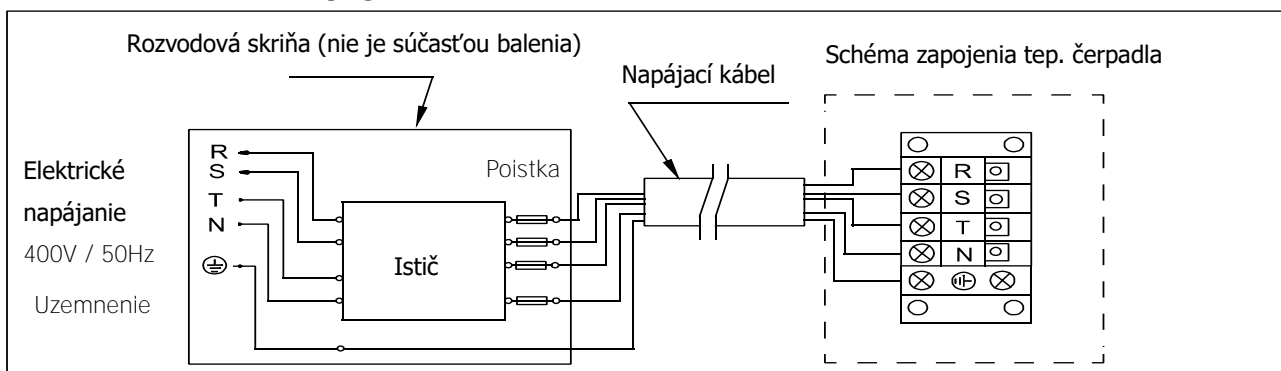 Rozvodová skriňa (nie je súčasťou balenia)
Napájací kábel
Schéma zapojenia tep. čerpadla
Elektrické
napájanie
400V / 50Hz
Uzemnenie
R
S
T
N
Poistka
Istič
R
S
T
N